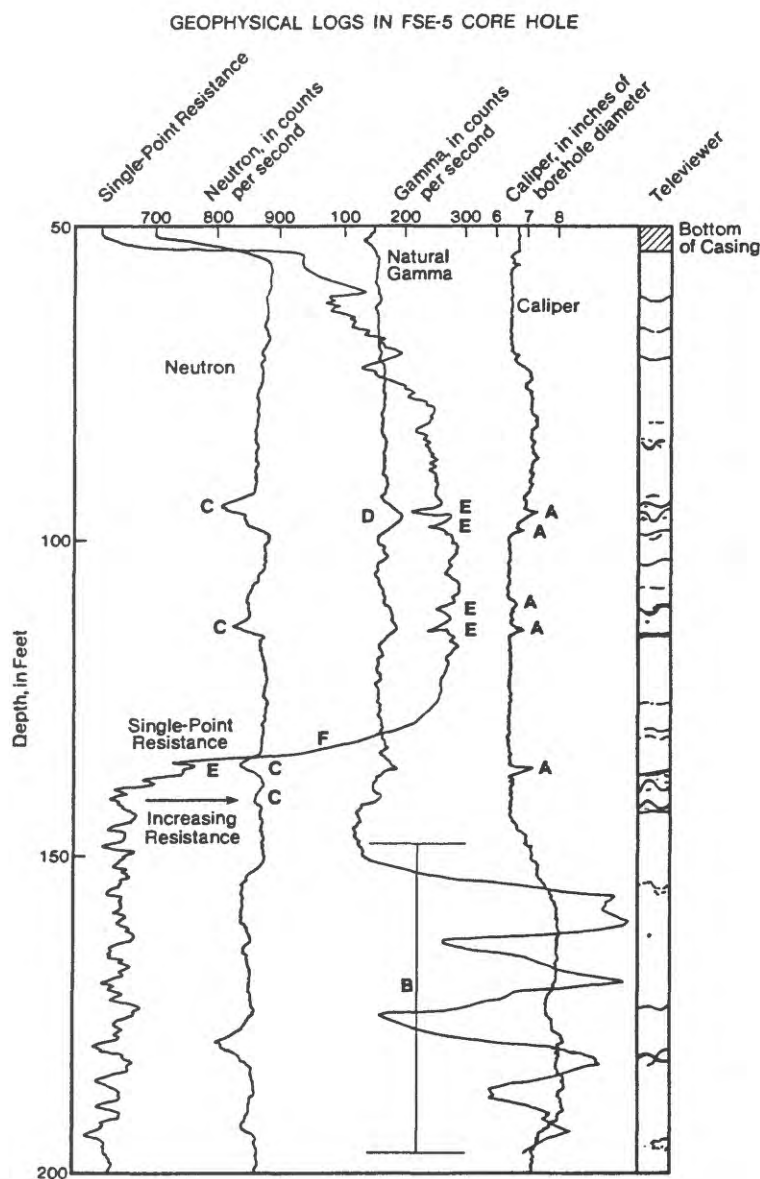 GEOPHYSICAL LOGS IN FSE-5 CORE HOLE
Single-Point Resistance
Neutron, in counts
per second
Gamma, in counts
per second
Caliper, in inches of
borehole diameter
Televiewer
50
700 800 900 100 200 300 6 7 8
Bottom
of Casing
Natural
Gamma
Caliper
Neutron
C
D
E
A
E
A
100
A
E
C
E
A
Depth, in Feet
Single-Point
Resistance
F
E
C
A
C
Increasing
Resistance
150
B
200